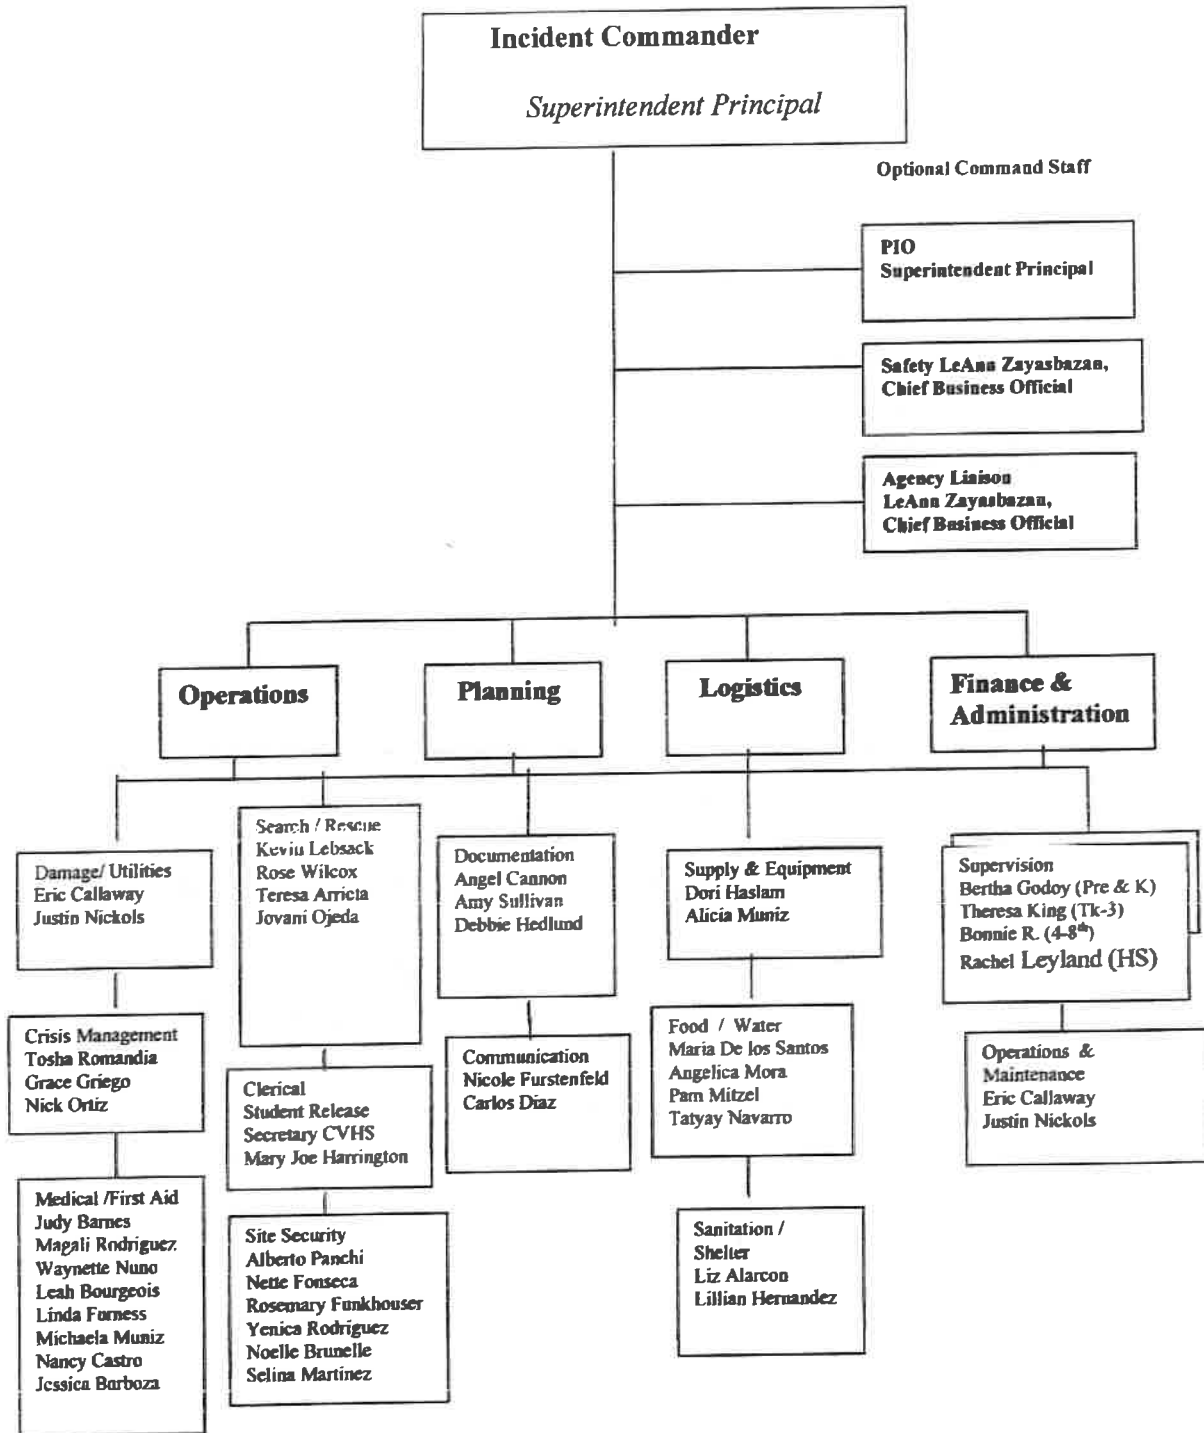 Incident Commander
Superintendent Principal
Optional Command Staff
PIO
Superintendent Principal
Safety LeAnn Zayasbazan,
Chief Business Official
Agency Liaison
LeAnn Zayasbazan,
Chief Business Official
Operations
Planning
Logistics
Finance &
Administration
Damage/ Utilities
Eric Callaway
Justin Nickols
Search / Rescue
Kevin Lebsack
Rose Wilcox
Teresa Arrieta
Jovani Ojeda
Documentation
Angel Cannon
Amy Sullivan
Debbie Hedlund
Supply & Equipment
Dori Haslam
Alicia Muniz
Supervision
Bertha Godoy (Pre & K)
Theresa King (Tk-3)
Bonnie R. (4-8th)
Rachel Leyland (HS)
Crisis Management
Tosha Romandia
Grace Griego
Nick Ortiz
Clerical
Student Release
Secretary CVHS
Mary Joe Harrington
Communication
Nicole Furstenfeld
Carlos Diaz
Food / Water
Maria De los Santos
Angelica Mora
Pam Mitzel
Tatyay Navarro
Operations &
Maintenance
Eric Callaway
Justin Nickols
Medical /First Aid
Judy Barnes
Magali Rodriguez
Waynette Nuno
Leah Bourgeois
Linda Furness
Michaela Muniz
Nancy Castro
Jessica Barboza
Site Security
Alberto Panchi
Nette Fonseca
Rosemary Funkhouser
Yenica Rodriguez
Noelle Brunelle
Selina Martinez
Sanitation /
Shelter
Liz Alarcon
Lillian Hernandez